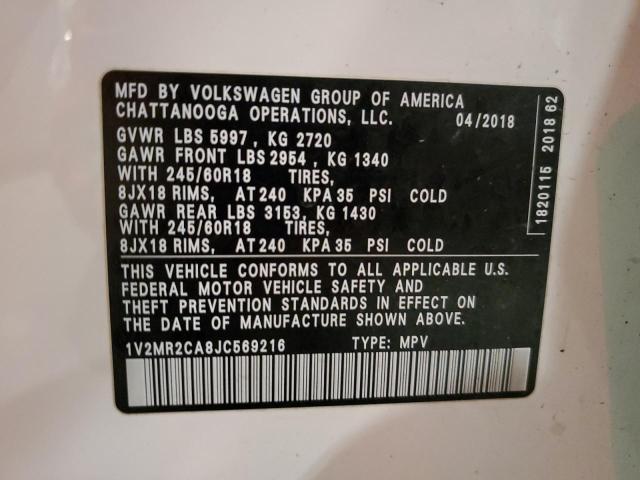 MFD BY VOLKSWAGEN GROUP OF AMERICA
CHATTANOOGA OPERATIONS, LLC. 04/2018
GVWR LBS 5997, KG 2720
GAWR FRONT LBS 2954, KG 1340
WITH 245/60R18 TIRES,
8JX18 RIMS, AT 240 KPA 35 PSI COLD
GAWR REAR LBS 3153, KG 1430
WITH 245/60R18 TIRES,
8JX18 RIMS, AT 240 KPA 35 PSI COLD
THIS VEHICLE CONFORMS TO ALL APPLICABLE U.S.
FEDERAL MOTOR VEHICLE SAFETY AND
THEFT PREVENTION STANDARDS IN EFFECT ON
THE DATE OF MANUFACTURE SHOWN ABOVE.
1V2MR2CA8JC569216 TYPE: MPV
1820115 2018 62